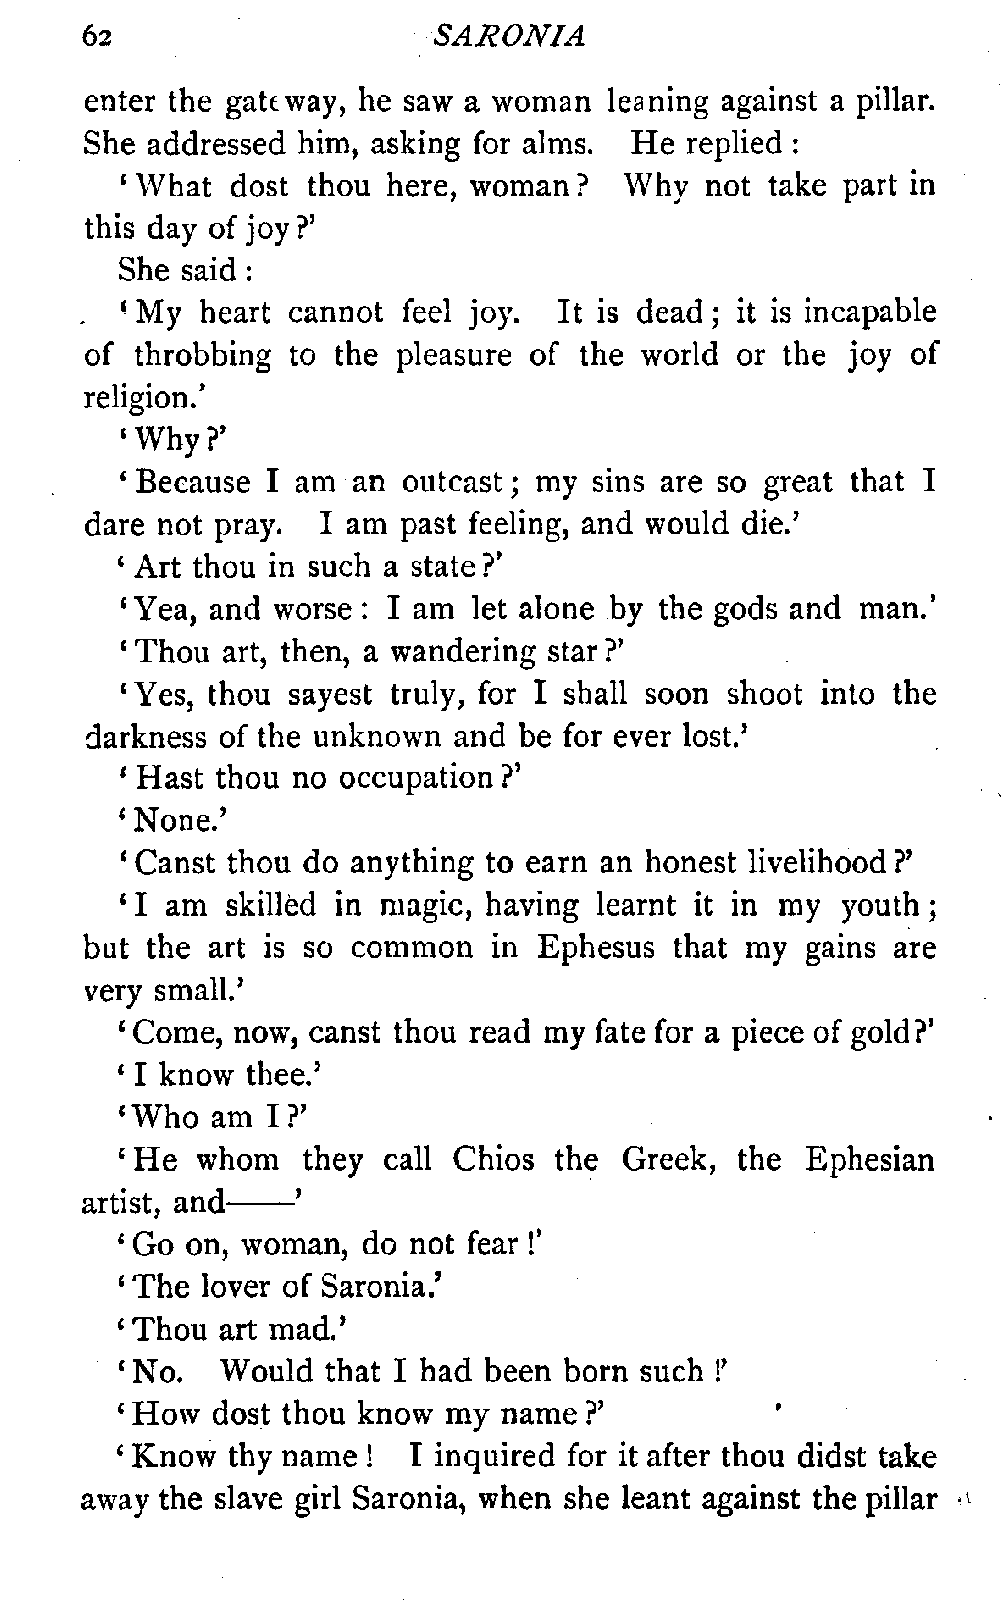 62 SARONIA
enter the gateway, he saw a woman leaning against a pillar.
She addressed him, asking for alms. He replied :
‘ What dost thou here, woman ? Why not take part in
this day of joy ?’
She said :
‘ My heart cannot feel joy. It is dead ; it is incapable
of throbbing to the pleasure of the world or the joy of
religion.’
‘ Why ?’
‘ Because I am an outcast ; my sins are so great that I
dare not pray. I am past feeling, and would die.’
‘ Art thou in such a state ?’
‘ Yea, and worse : I am let alone by the gods and man.’
‘ Thou art, then, a wandering star ?’
‘ Yes, thou sayest truly, for I shall soon shoot into the
darkness of the unknown and be for ever lost.’
‘ Hast thou no occupation ?’
‘ None.’
‘ Canst thou do anything to earn an honest livelihood ?’
‘ I am skilled in magic, having learnt it in my youth ;
but the art is so common in Ephesus that my gains are
very small.’
‘ Come, now, canst thou read my fate for a piece of gold ?’
‘ I know thee.’
‘ Who am I ?’
‘ He whom they call Chios the Greek, the Ephesian
artist, and——’
‘ Go on, woman, do not fear !’
‘ The lover of Saronia.’
‘ Thou art mad.’
‘ No. Would that I had been born such !’
‘ How dost thou know my name ?’
‘ Know thy name ! I inquired for it after thou didst take
away the slave girl Saronia, when she leant against the pillar